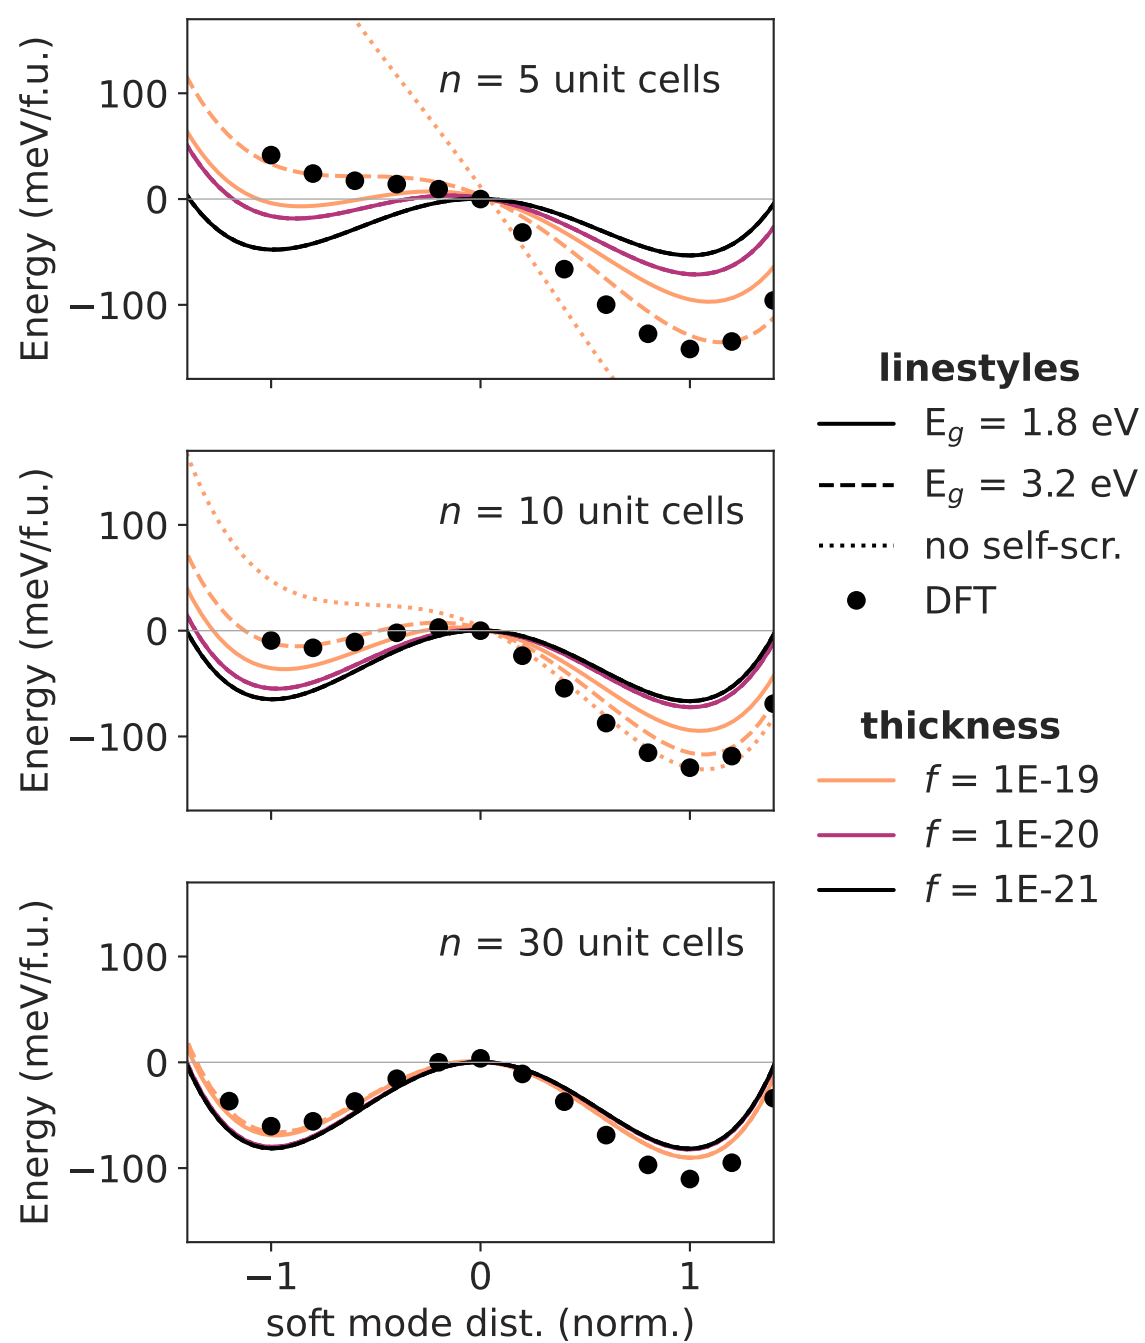 n = 5 unit cells
Energy (meV/f.u.)
100
0
−100
n = 10 unit cells
Energy (meV/f.u.)
100
0
−100
n = 30 unit cells
Energy (meV/f.u.)
100
0
−100
−1 0 1
soft mode dist. (norm.)
linestyles
E_g = 1.8 eV
E_g = 3.2 eV
no self-scr.
DFT
thickness
f = 1E-19
f = 1E-20
f = 1E-21